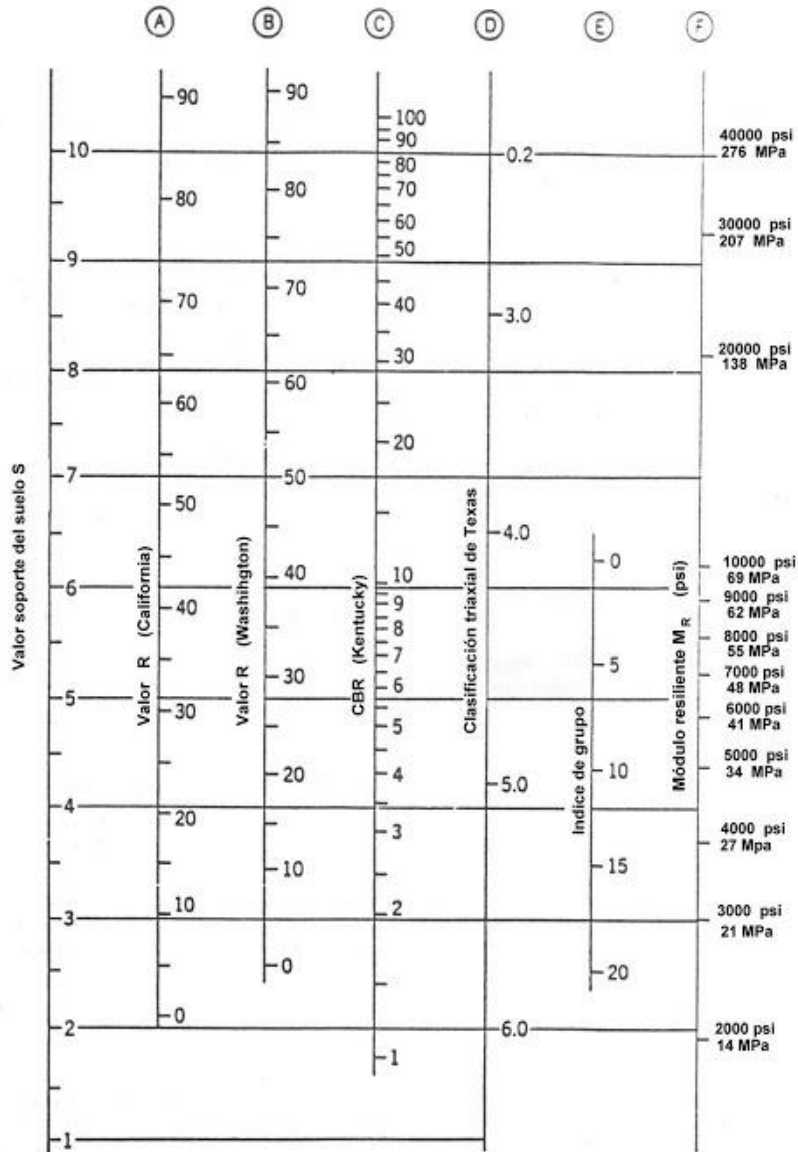 A B C D E F
Valor soporte del suelo S
10
9
8
7
6
5
4
3
2
1
Valor R (California)
90
80
70
60
50
40
30
20
10
0
Valor R (Washihgton)
90
80
70
60
50
40
30
20
10
0
CBR (Kentucky)
100
90
80
70
60
50
40
30
20
10
9
8
7
6
5
4
3
2
1
Clasificación triaxial de Texas
0.2
3.0
4.0
5.0
6.0
Indice de grupo
0
5
10
15
20
Módulo resiliente MR (psi)
40000 psi
276 MPa
30000 psi
207 MPa
20000 psi
138 MPa
10000 psi
69 MPa
9000 psi
62 MPa
8000 psi
55 MPa
7000 psi
48 MPa
6000 psi
41 MPa
5000 psi
34 MPa
4000 psi
27 Mpa
3000 psi
21 MPa
2000 psi
14 MPa